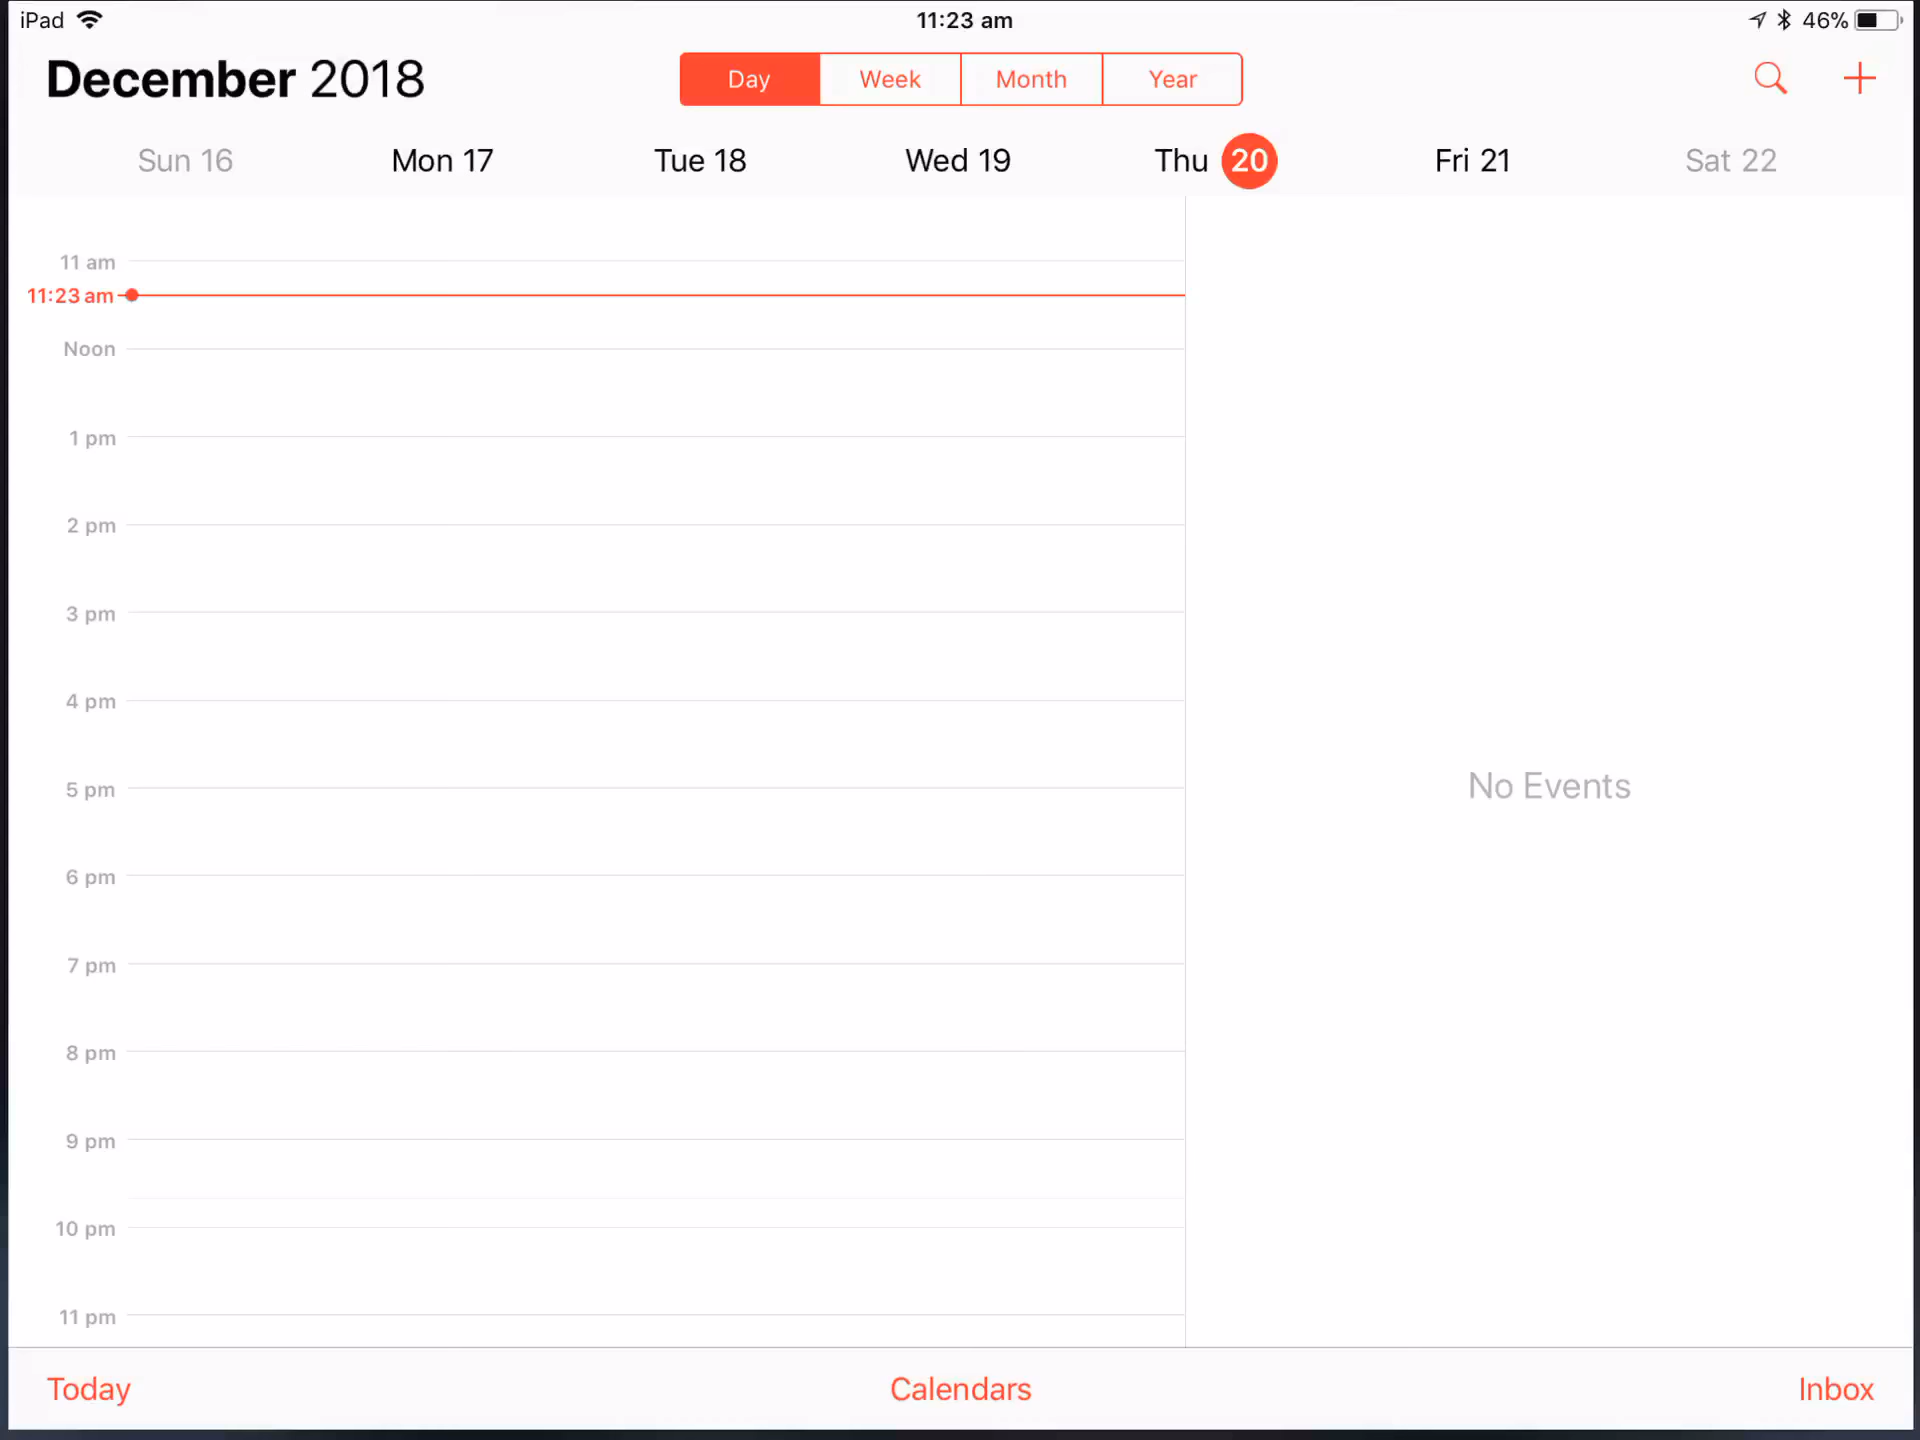 iPad 11:23 am 46%
December 2018 Day Week Month Year
Sun 16 Mon 17 Tue 18 Wed 19 Thu 20 Fri 21 Sat 22
11 am
11:23 am
Noon
1 pm
2 pm
3 pm
4 pm
5 pm
No Events
6 pm
7 pm
8 pm
9 pm
10 pm
11 pm
Today Calendars Inbox